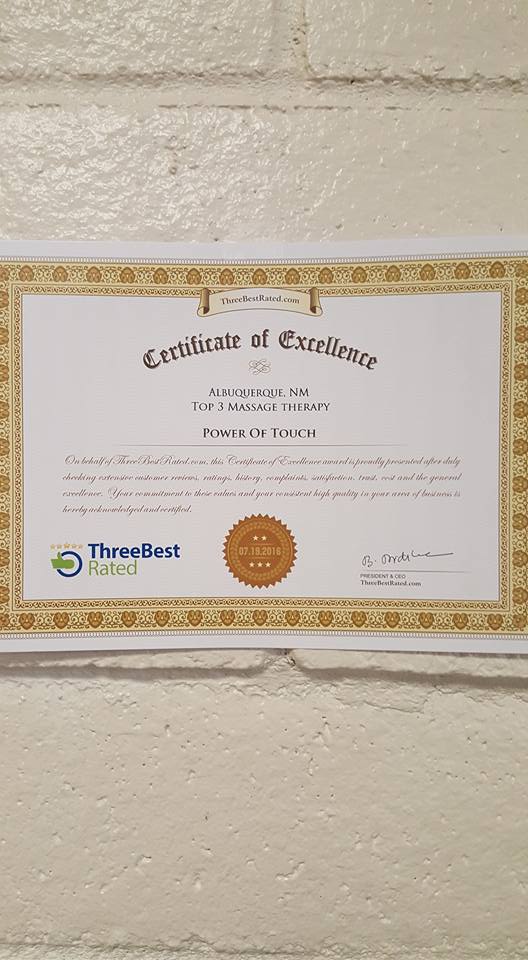 ThreeBestRated.com
Certificate of Excellence
ALBUQUERQUE, NM
TOP 3 MASSAGE THERAPY
POWER OF TOUCH
On behalf of ThreeBestRated.com, this Certificate of Excellence award is proudly presented after duly
checking extensive customer reviews, ratings, history, complaints, satisfaction, trust, cost and the general
excellence. Your commitment to these values and your consistent high quality in your area of business is
hereby acknowledged and certified.
ThreeBest
Rated
07.19.2016
PRESIDENT & CEO
ThreeBestRated.com